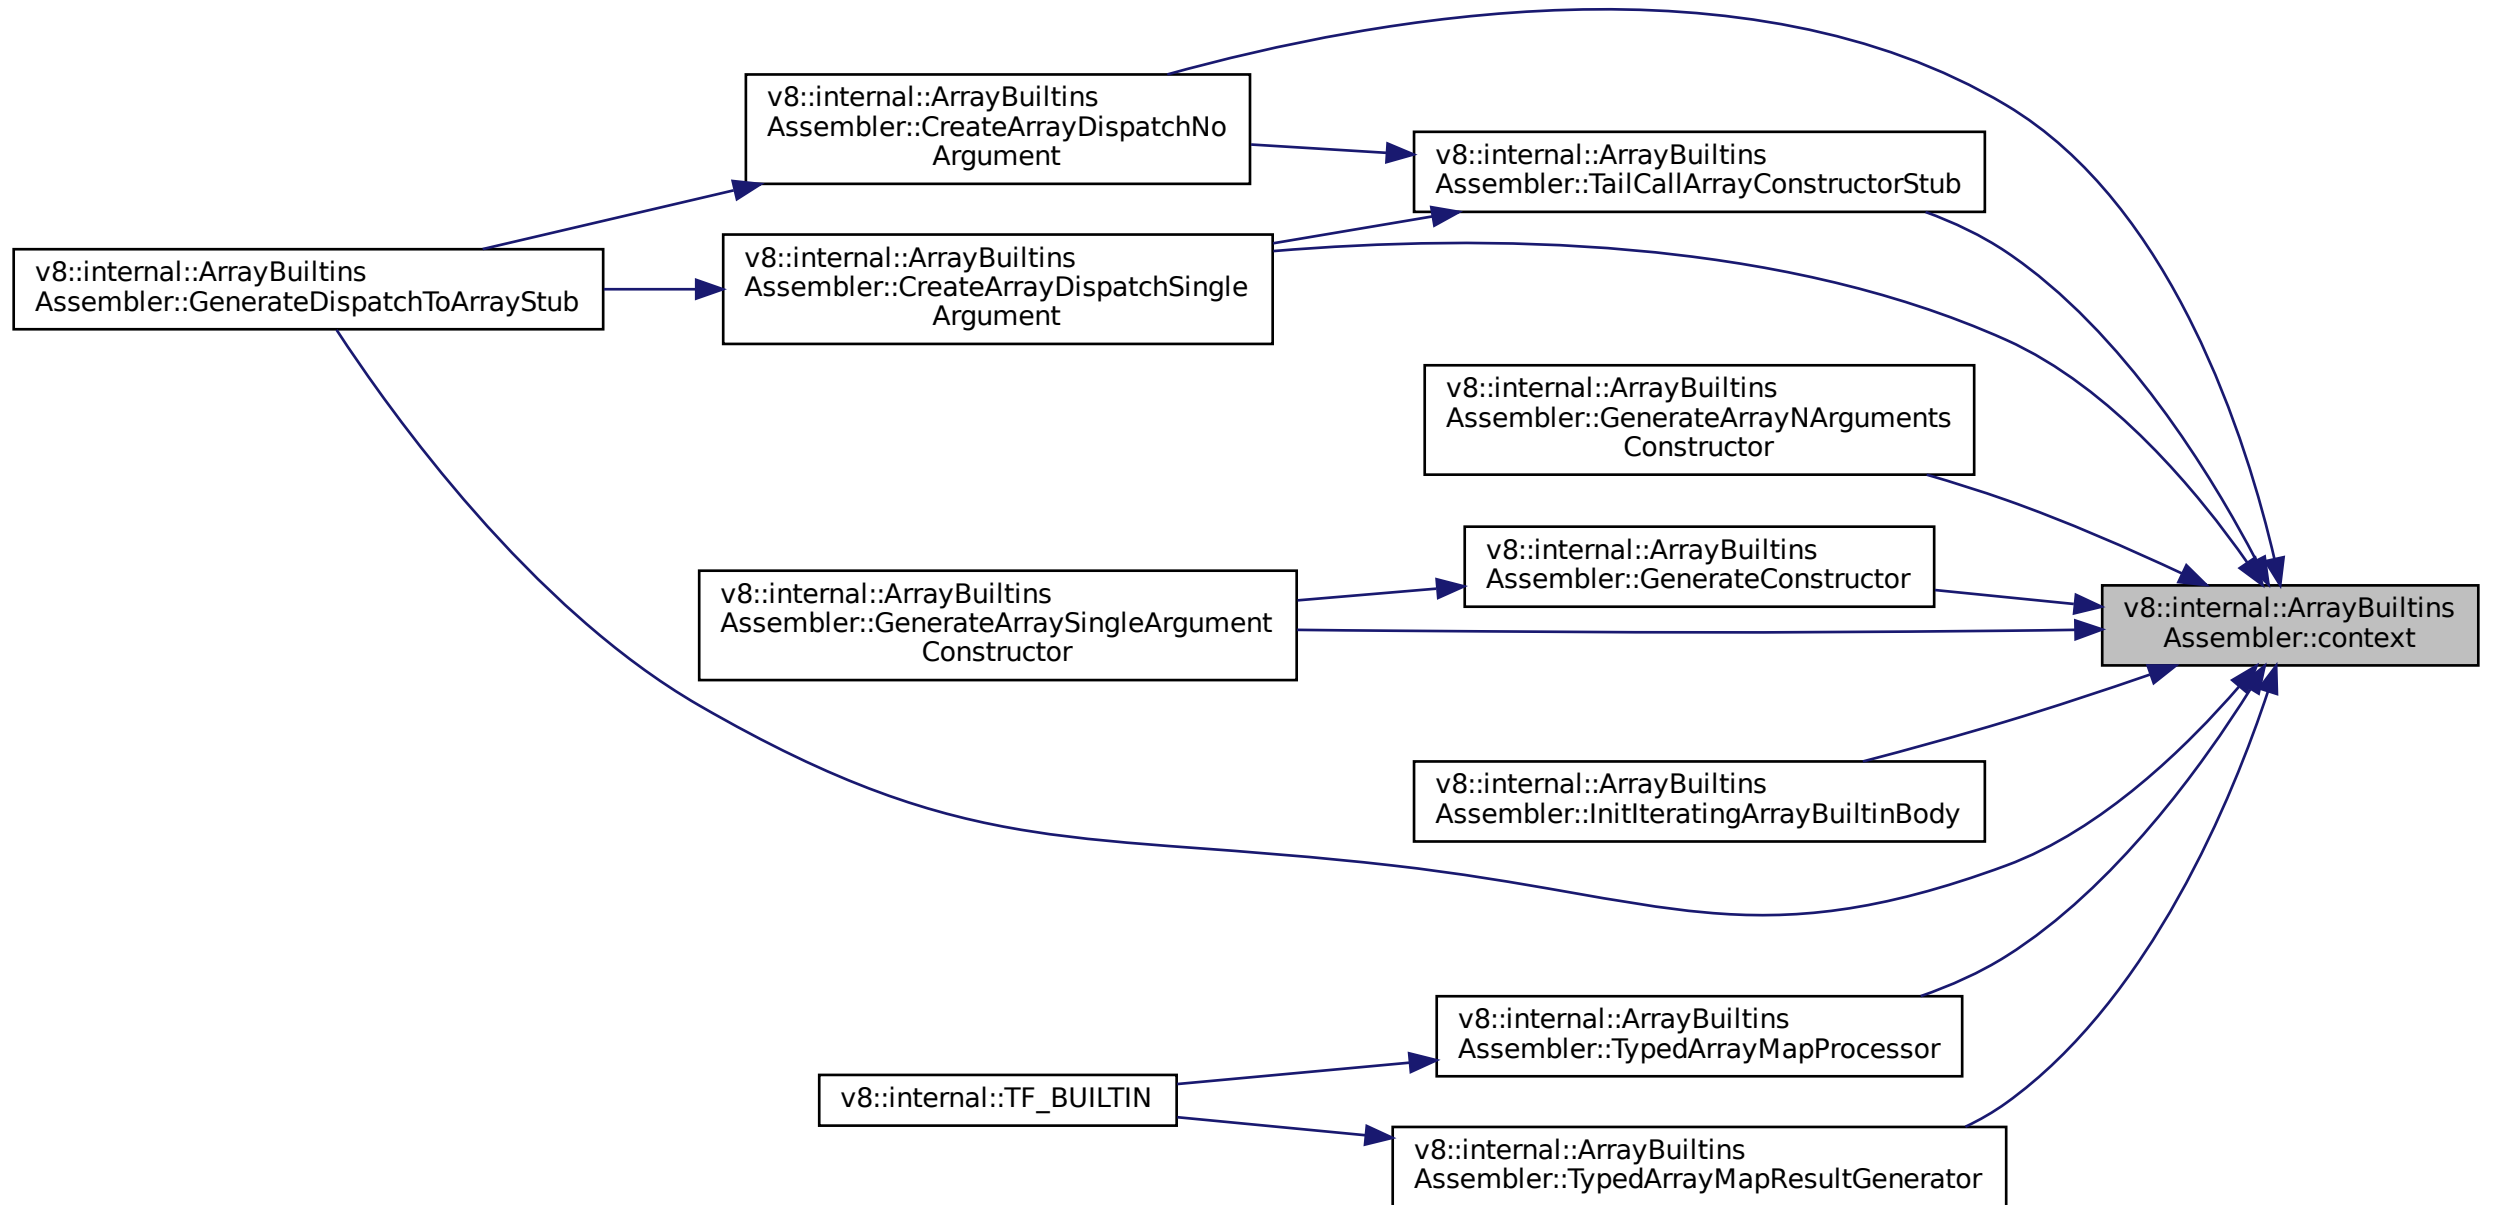 v8::internal::ArrayBuiltins
Assembler::CreateArrayDispatchNo
Argument
v8::internal::ArrayBuiltins
Assembler::TailCallArrayConstructorStub
v8::internal::ArrayBuiltins
Assembler::GenerateDispatchToArrayStub
v8::internal::ArrayBuiltins
Assembler::CreateArrayDispatchSingle
Argument
v8::internal::ArrayBuiltins
Assembler::GenerateArrayNArguments
Constructor
v8::internal::ArrayBuiltins
Assembler::GenerateConstructor
v8::internal::ArrayBuiltins
Assembler::GenerateArraySingleArgument
Constructor
v8::internal::ArrayBuiltins
Assembler::context
v8::internal::ArrayBuiltins
Assembler::InitIteratingArrayBuiltinBody
v8::internal::ArrayBuiltins
Assembler::TypedArrayMapProcessor
v8::internal::TF_BUILTIN
v8::internal::ArrayBuiltins
Assembler::TypedArrayMapResultGenerator